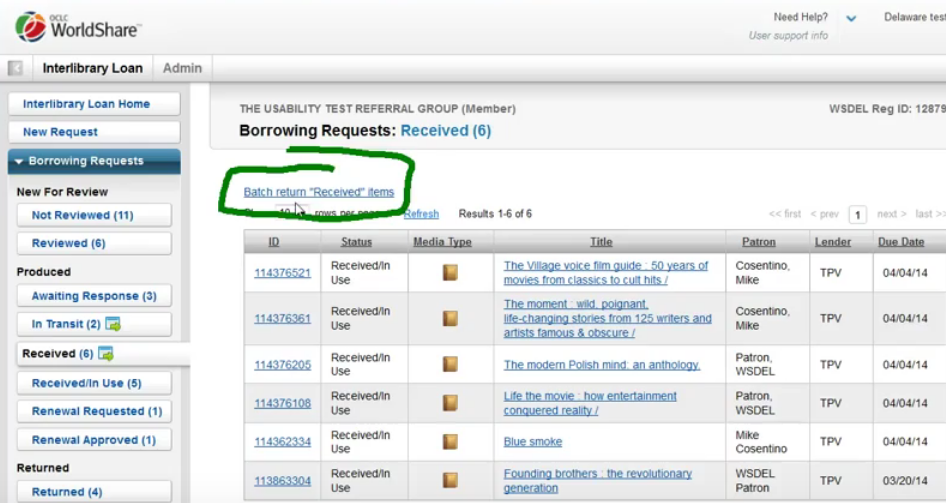 OCLC
WorldShare™
Need Help?
User support info
Delaware test
Interlibrary Loan
Admin
Interlibrary Loan Home
New Request
Borrowing Requests
New For Review
Not Reviewed (11)
Reviewed (6)
Produced
Awaiting Response (3)
In Transit (2)
Received (6)
Received/In Use (5)
Renewal Requested (1)
Renewal Approved (1)
Returned
Returned (4)
THE USABILITY TEST REFERRAL GROUP (Member)
WSDEL Reg ID: 12879
Borrowing Requests: Received (6)
Batch return "Received" items
10 rows per page
Refresh
Results 1-6 of 6
<< first < prev 1 next > last >>
ID Status Media Type Title Patron Lender Due Date
114376521
Received/In
Use
The Village voice film guide : 50 years of
movies from classics to cult hits /
Cosentino,
Mike
TPV
04/04/14
114376361
Received/In
Use
The moment : wild, poignant,
life-changing stories from 125 writers and
artists famous & obscure /
Cosentino,
Mike
TPV
04/04/14
114376205
Received/In
Use
The modern Polish mind: an anthology,
Patron,
WSDEL
TPV
04/04/14
114376108
Received/In
Use
Life the movie : how entertainment
conquered reality /
Patron,
WSDEL
TPV
04/04/14
114362334
Received/In
Use
Blue smoke
Mike
Cosentino
TPV
04/04/14
113863304
Received/In
Use
Founding brothers : the revolutionary
generation
WSDEL
Patron
TPV
03/20/14